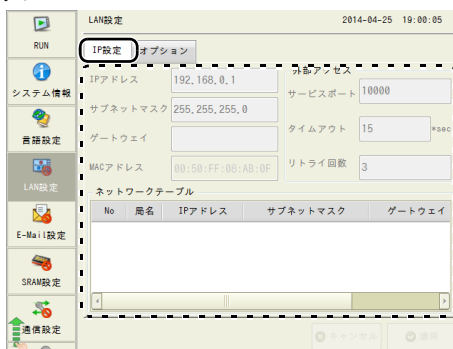 LAN設定 2014-04-25 19:00:05
RUN
システム情報
言語設定
LAN設定
E-Mail設定
SRAM設定
通信設定
IP設定 オプション
IPアドレス 192.168.0.1
サブネットマスク 255.255.255.0
ゲートウェイ
MACアドレス 00:50:FF:08:AB:0F
外部アクセス
サービスポート 10000
タイムアウト 15 *sec
リトライ回数 3
ネットワークテーブル
No 局名 IPアドレス サブネットマスク ゲートウェイ
キャンセル 適用